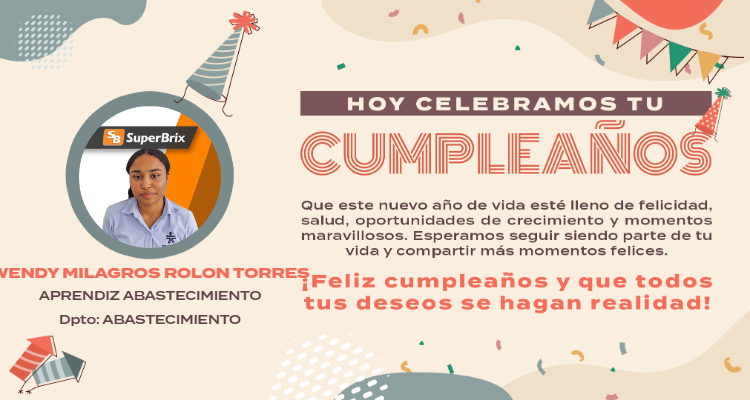 HOY CELEBRAMOS TU
CUMPLEAÑOS
SB SuperBrix
Que este nuevo año de vida esté lleno de felicidad,
salud, oportunidades de crecimiento y momentos
maravillosos. Esperamos seguir siendo parte de tu
vida y compartir más momentos felices.
¡Feliz cumpleaños y que todos
tus deseos se hagan realidad!
WENDY MILAGROS ROLON TORRES
APRENDIZ ABASTECIMIENTO
Dpto: ABASTECIMIENTO